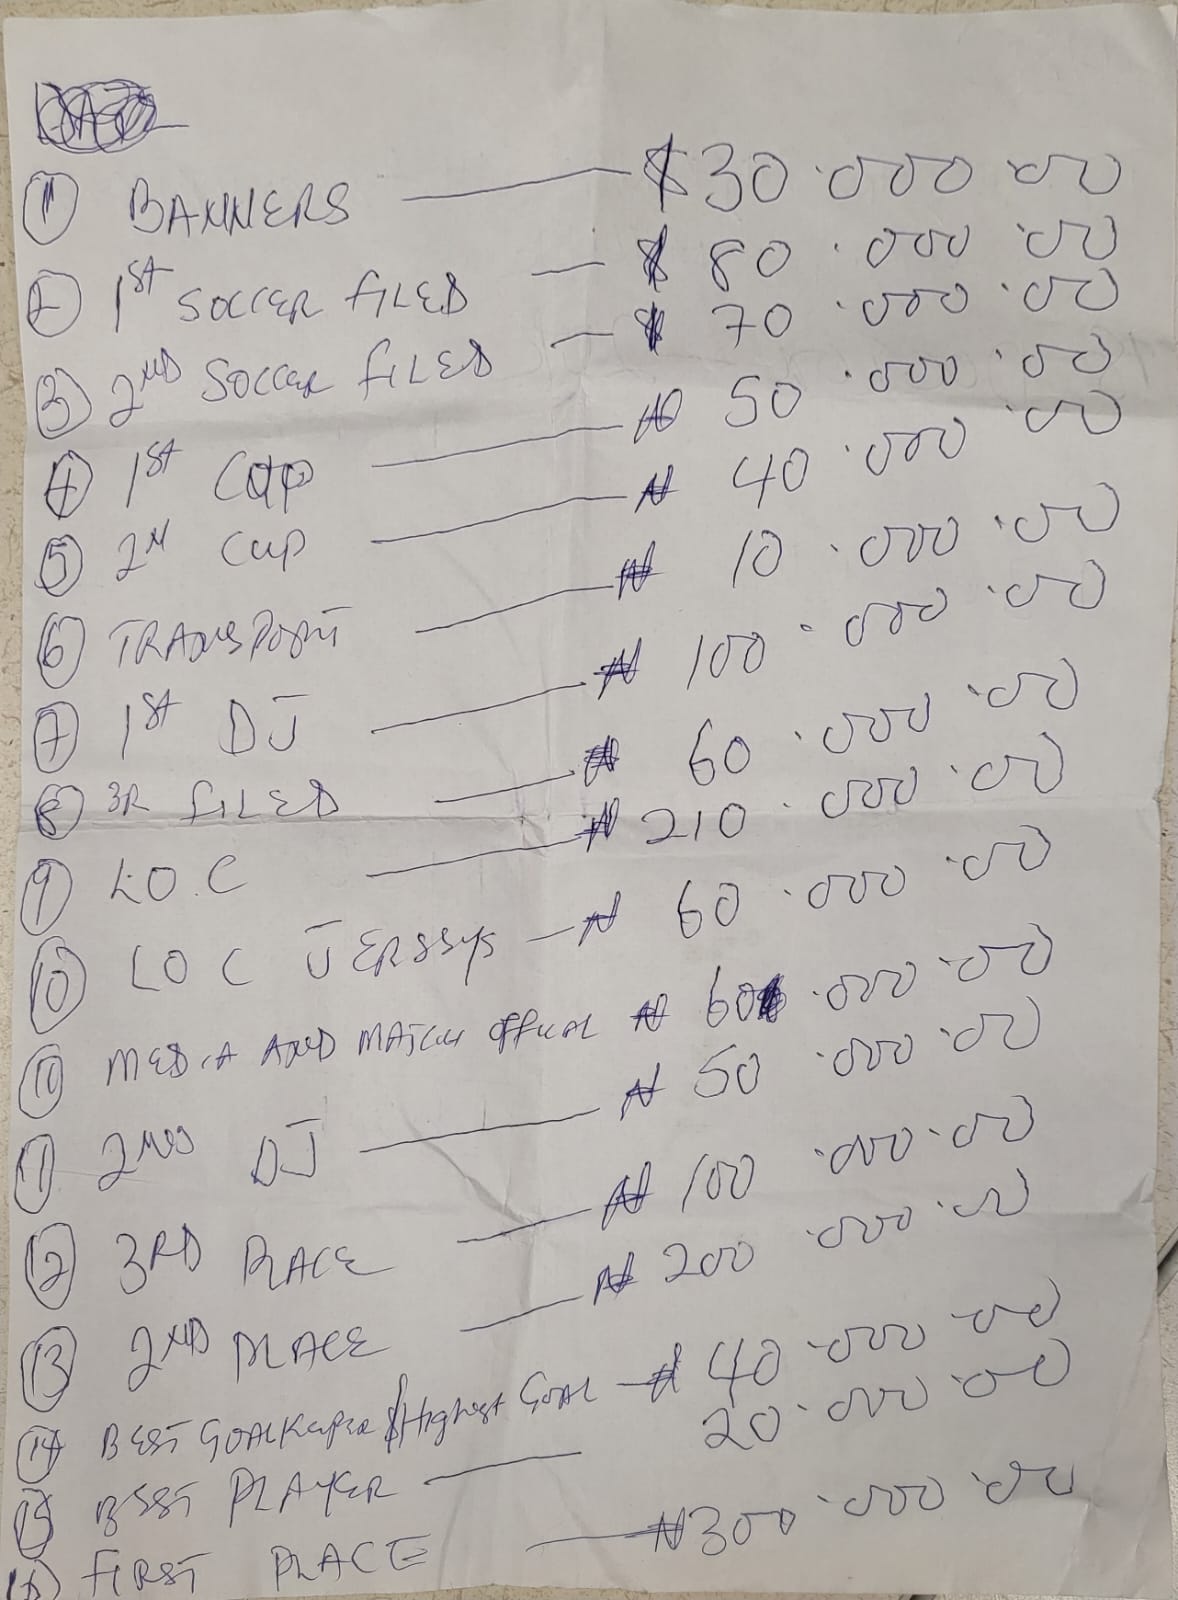 ① BANNERS — $ 30.000.00
② 1ST SOCCER FILED — $ 80.000.00
③ 2ND SOCCER FILED — $ 70.000.00
④ 1ST CUP — ₦ 50.000.00
⑤ 2N CUP — ₦ 40.000.00
⑥ TRANSPORT — ₦ 10.000.00
⑦ 1ST DJ — ₦ 100.000.00
⑧ 3R FILED — ₦ 60.000.00
⑨ L.O.C — ₦ 210.000.00
⑩ LOC JERSSYS — ₦ 60.000.00
⑩ MEDIA AND MATCH OFFICAL ₦ 60.000.00
⑪ 2ND DJ — ₦ 50.000.00
⑫ 3RD PLACE — ₦ 100.000.00
⑬ 2ND PLACE — ₦ 200.000.00
⑭ BEST GOALKEPER $ HIGHEST GOAL — ₦ 40.000.00
⑮ BEST PLAYER — 20.000.00
⑯ FIRST PLACE — ₦300.000.00